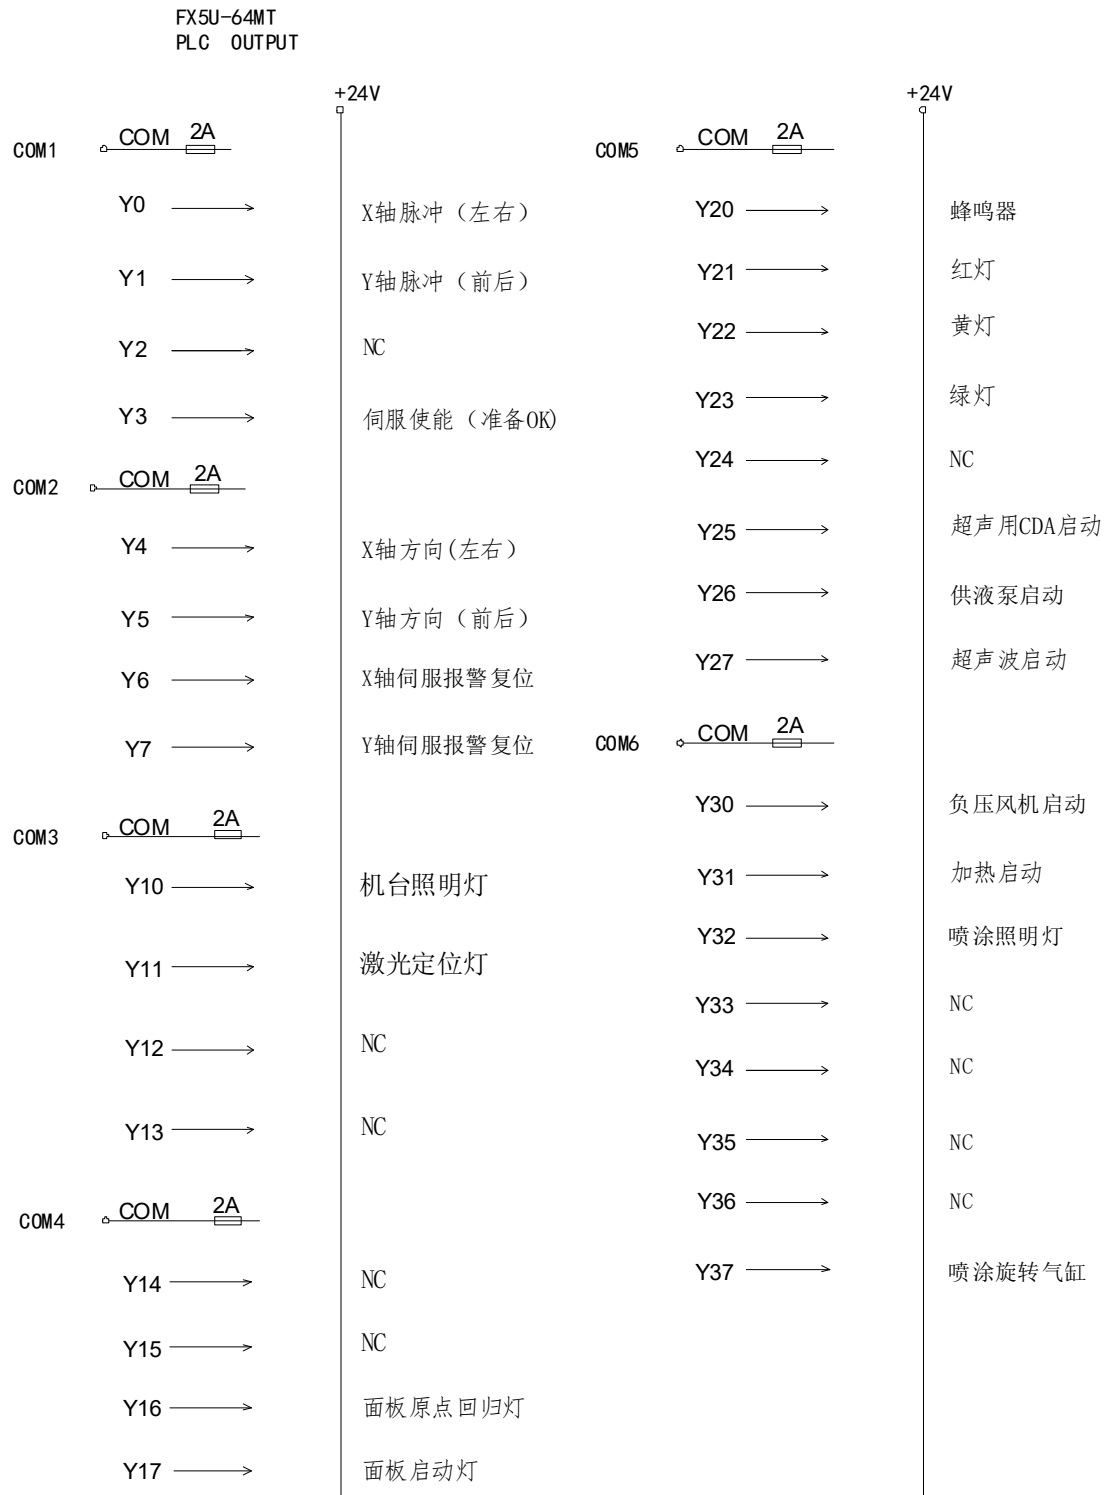 FX5U-64MT
PLC OUTPUT
+24V
COM1 COM 2A
Y0 X轴脉冲（左右）
Y1 Y轴脉冲（前后）
Y2 NC
Y3 伺服使能（准备OK)
COM2 COM 2A
Y4 X轴方向(左右）
Y5 Y轴方向（前后）
Y6 X轴伺服报警复位
Y7 Y轴伺服报警复位
COM3 COM 2A
Y10 机台照明灯
Y11 激光定位灯
Y12 NC
Y13 NC
COM4 COM 2A
Y14 NC
Y15 NC
Y16 面板原点回归灯
Y17 面板启动灯
+24V
COM5 COM 2A
Y20 蜂鸣器
Y21 红灯
Y22 黄灯
Y23 绿灯
Y24 NC
Y25 超声用CDA启动
Y26 供液泵启动
Y27 超声波启动
COM6 COM 2A
Y30 负压风机启动
Y31 加热启动
Y32 喷涂照明灯
Y33 NC
Y34 NC
Y35 NC
Y36 NC
Y37 喷涂旋转气缸